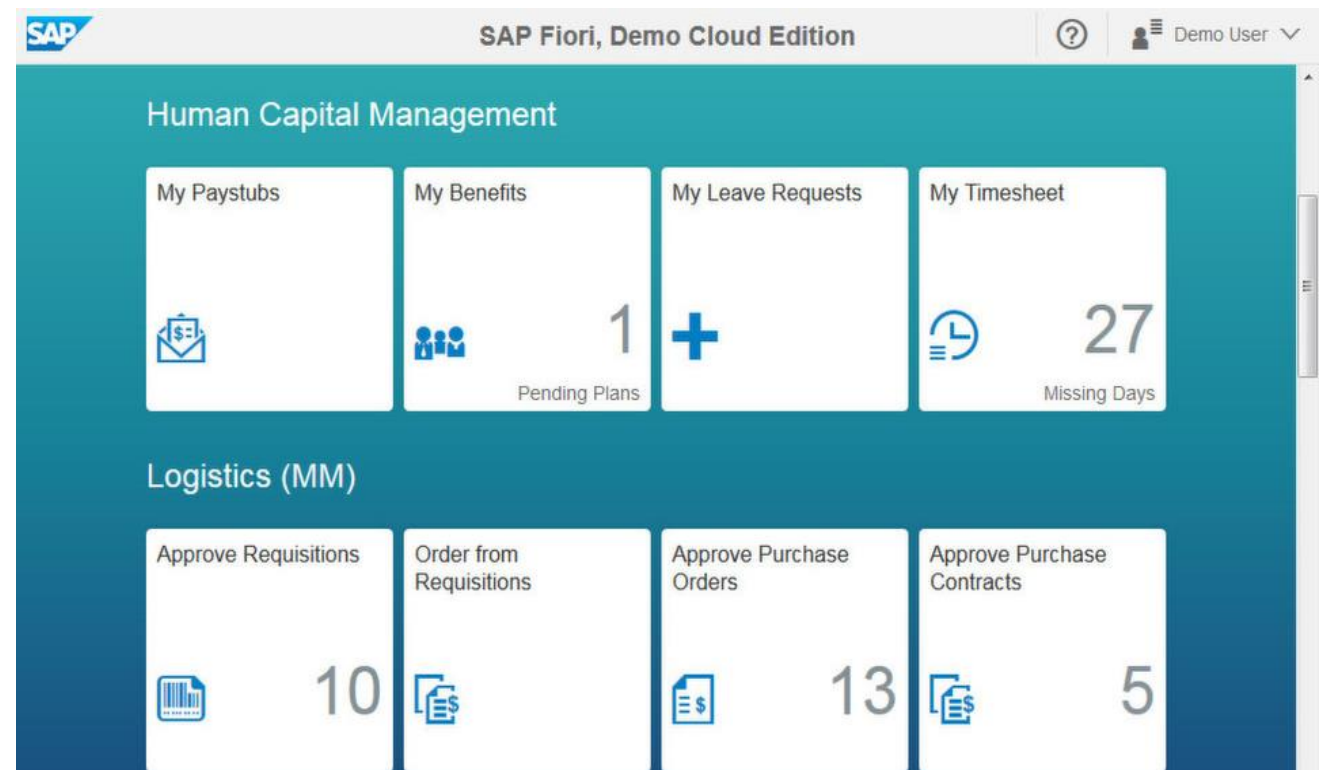 SAP
SAP Fiori, Demo Cloud Edition
Demo User
Human Capital Management
My Paystubs
My Benefits
1
Pending Plans
My Leave Requests
My Timesheet
27
Missing Days
Logistics (MM)
Approve Requisitions
10
Order from
Requisitions
Approve Purchase
Orders
13
Approve Purchase
Contracts
5